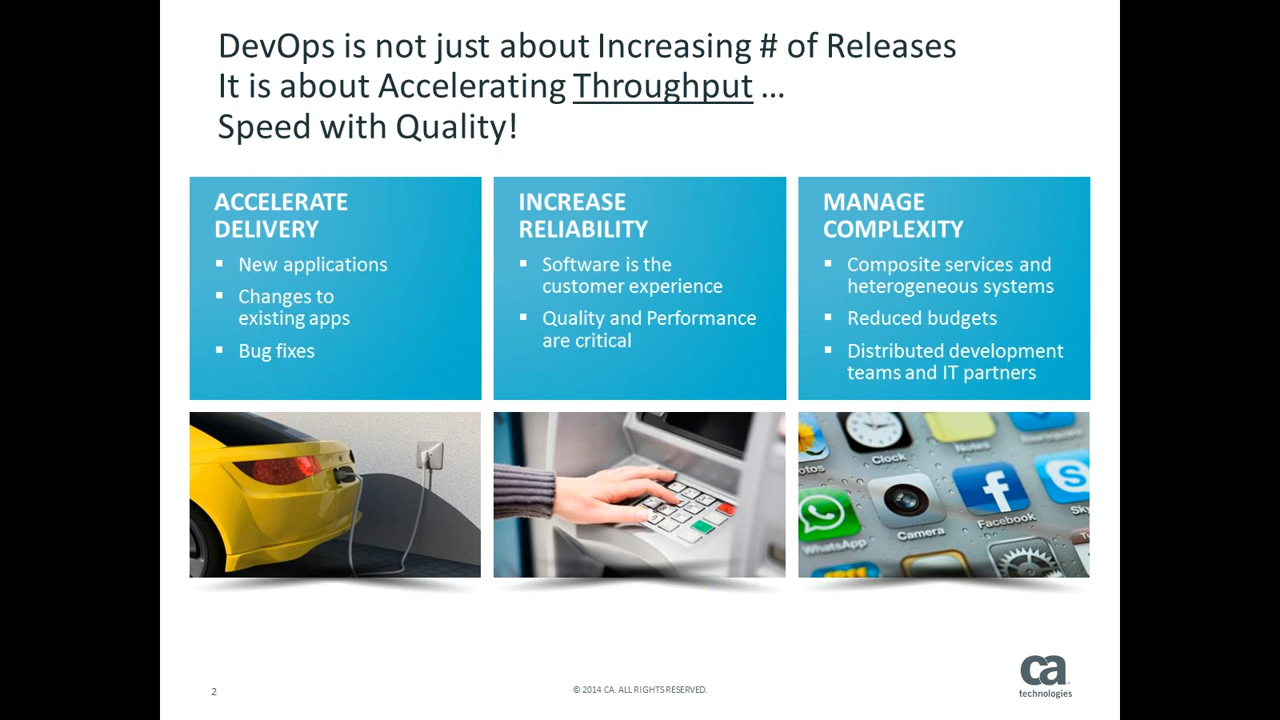 DevOps is not just about Increasing # of Releases
It is about Accelerating Throughput ...
Speed with Quality!
ACCELERATE
DELIVERY
▪ New applications
▪ Changes to
existing apps
▪ Bug fixes
INCREASE
RELIABILITY
▪ Software is the
customer experience
▪ Quality and Performance
are critical
MANAGE
COMPLEXITY
▪ Composite services and
heterogeneous systems
▪ Reduced budgets
▪ Distributed development
teams and IT partners
otos
Clock
Notes
WhatsApp
Camera
Facebook
Sky
2
© 2014 CA. ALL RIGHTS RESERVED.
ca
technologies